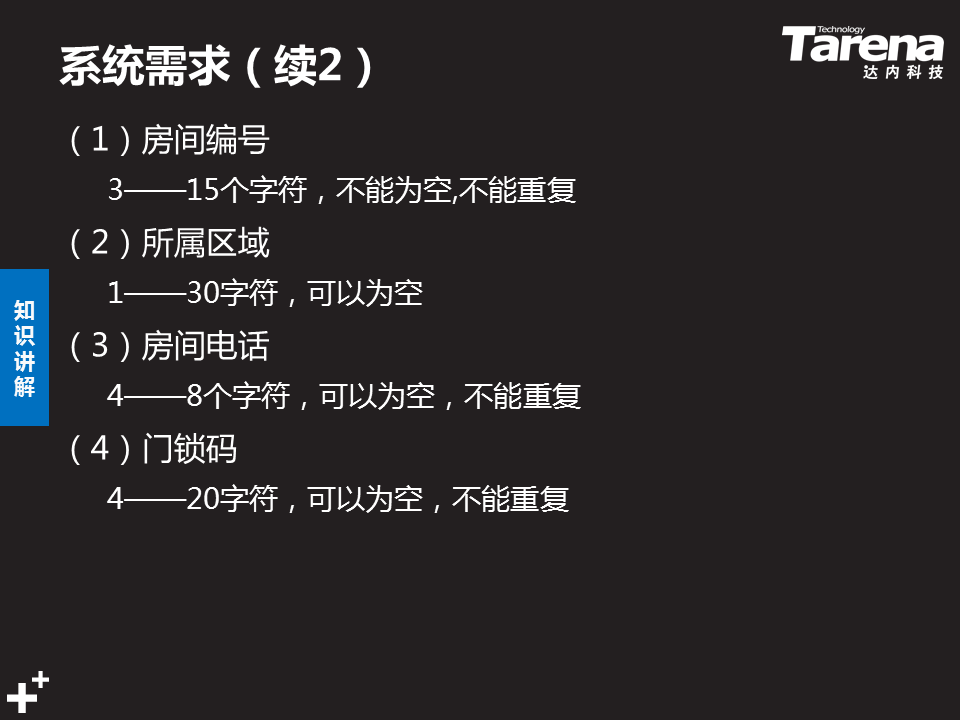 系统需求（续2）
Technology
Tarena
达内科技
（1）房间编号
3——15个字符，不能为空,不能重复
（2）所属区域
1——30字符，可以为空
（3）房间电话
4——8个字符，可以为空，不能重复
（4）门锁码
4——20字符，可以为空，不能重复
知识讲解